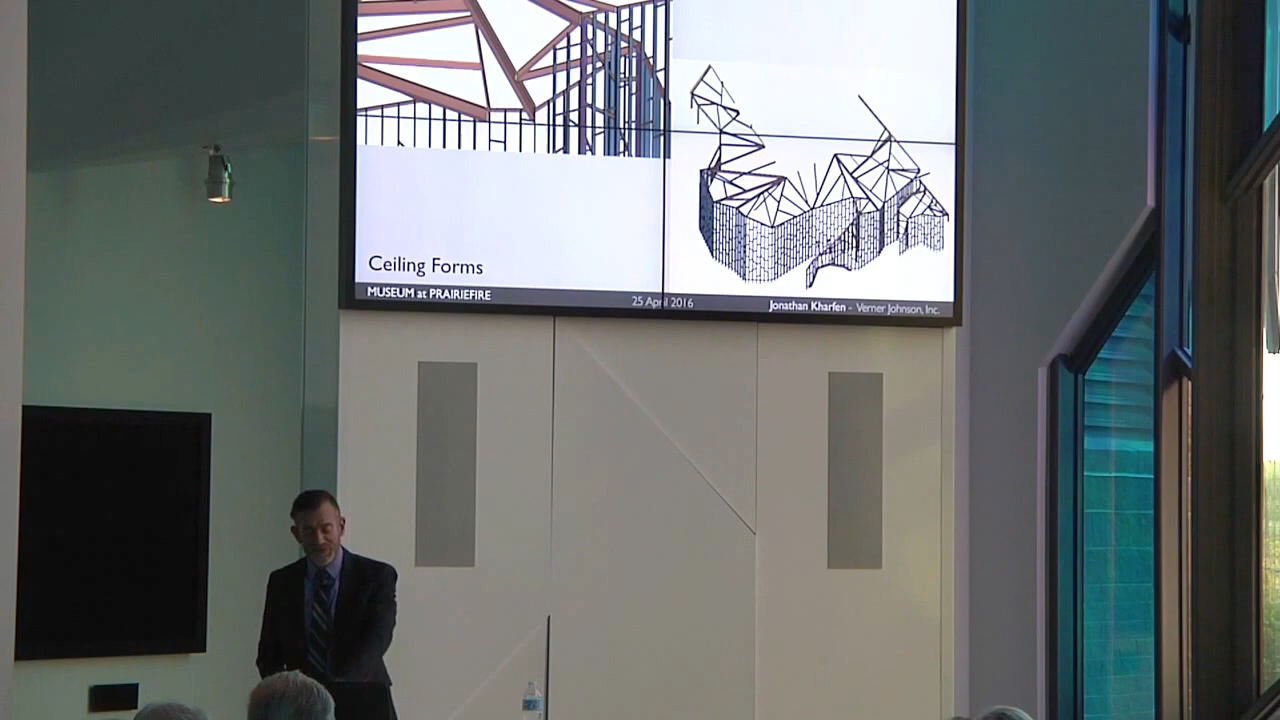 Ceiling Forms
MUSEUM at PRAIRIEFIRE 25 April 2016 Jonathan Kharfen - Verner Johnson, Inc.